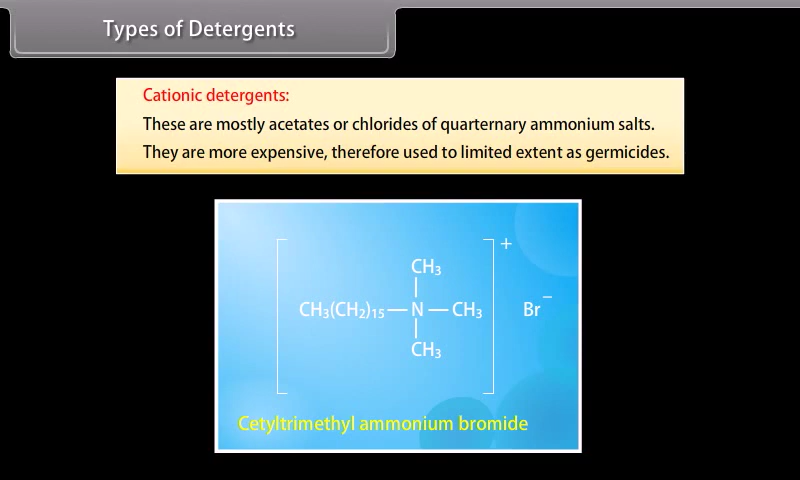 Types of Detergents
Cationic detergents:
These are mostly acetates or chlorides of quarternary ammonium salts.
They are more expensive, therefore used to limited extent as germicides.
+
CH₃
CH₃(CH₂)₁₅—N—CH₃ Br⁻
CH₃
Cetyltrimethyl ammonium bromide